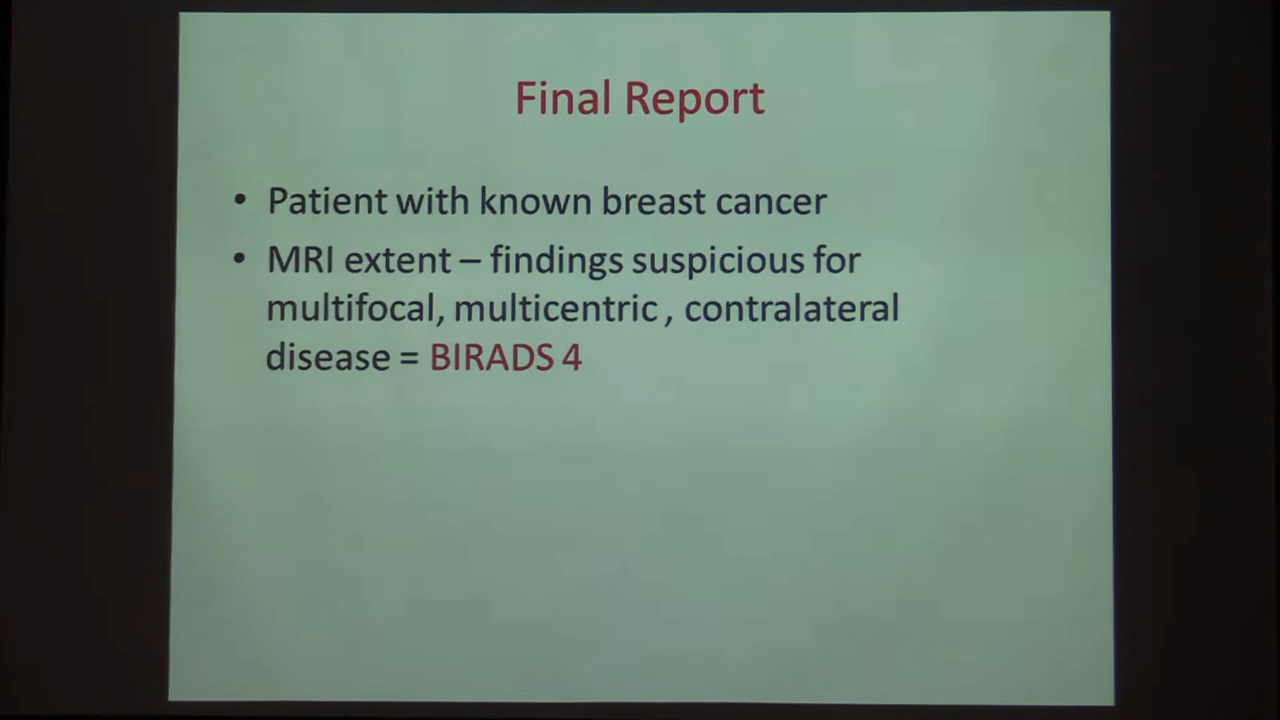 Final Report
• Patient with known breast cancer
• MRI extent – findings suspicious for
multifocal, multicentric , contralateral
disease = BIRADS 4